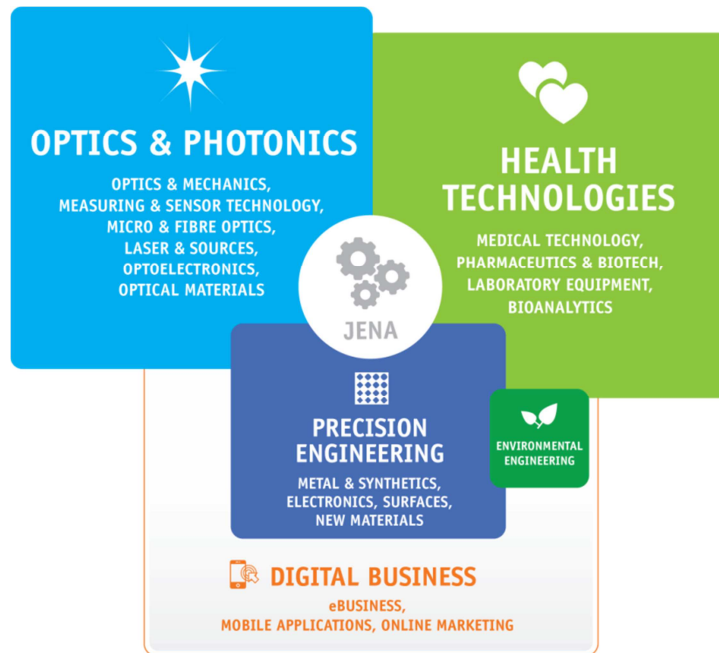 OPTICS & PHOTONICS
OPTICS & MECHANICS,
MEASURING & SENSOR TECHNOLOGY,
MICRO & FIBRE OPTICS,
LASER & SOURCES,
OPTOELECTRONICS,
OPTICAL MATERIALS
HEALTH
TECHNOLOGIES
MEDICAL TECHNOLOGY,
PHARMACEUTICS & BIOTECH,
LABORATORY EQUIPMENT,
BIOANALYTICS
JENA
PRECISION
ENGINEERING
METAL & SYNTHETICS,
ELECTRONICS, SURFACES,
NEW MATERIALS
ENVIRONMENTAL
ENGINEERING
DIGITAL BUSINESS
eBUSINESS,
MOBILE APPLICATIONS, ONLINE MARKETING